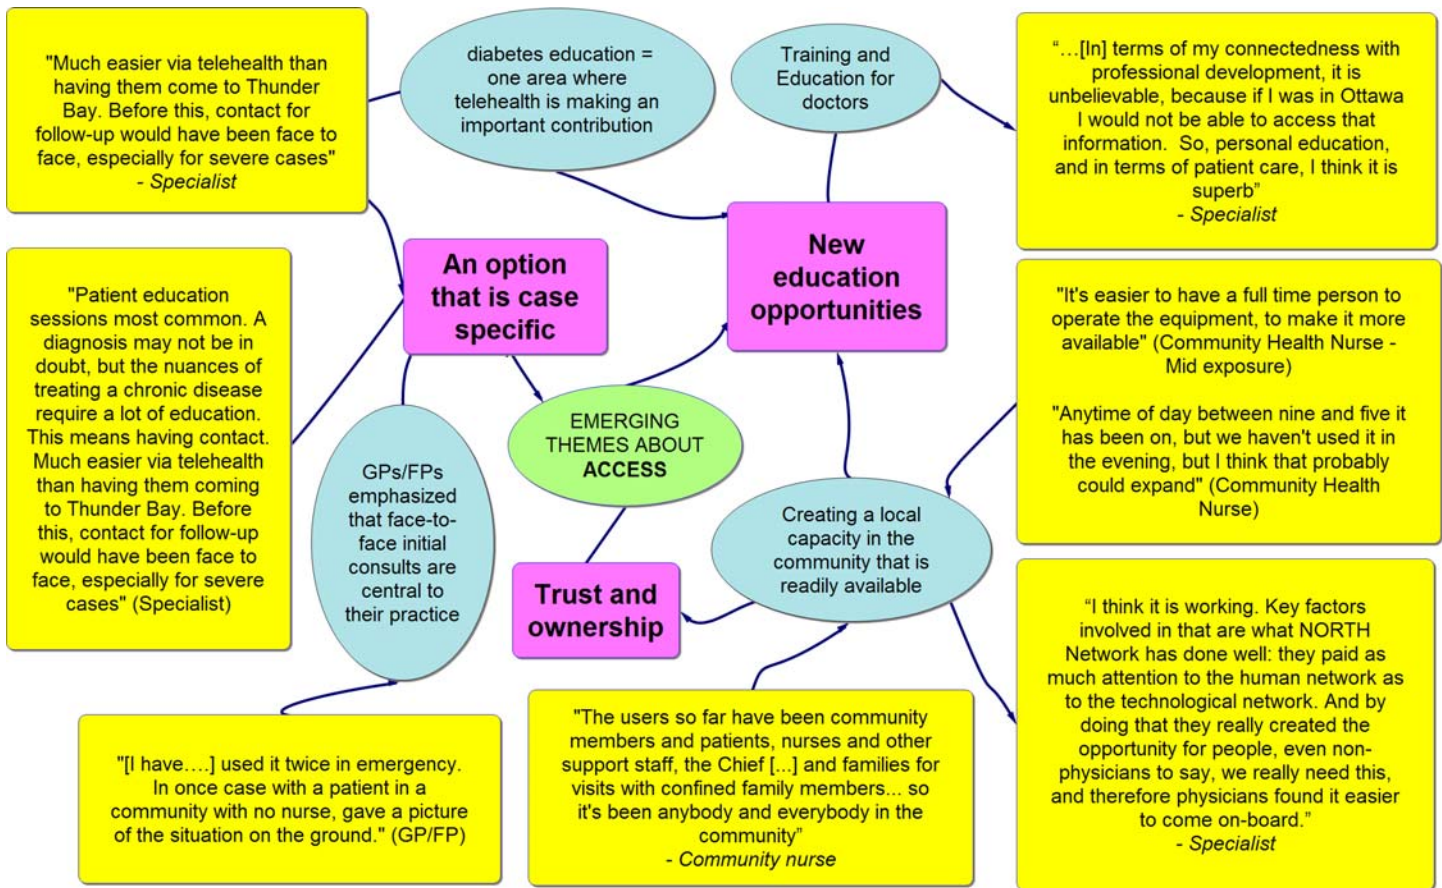 "Much easier via telehealth than
having them come to Thunder
Bay. Before this, contact for
follow-up would have been face to
face, especially for severe cases"
- Specialist
diabetes education =
one area where
telehealth is making an
important contribution
Training and
Education for
doctors
“…[In] terms of my connectedness with
professional development, it is
unbelievable, because if I was in Ottawa
I would not be able to access that
information.  So, personal education,
and in terms of patient care, I think it is
superb”
- Specialist
An option
that is case
specific
New
education
opportunities
"Patient education
sessions most common. A
diagnosis may not be in
doubt, but the nuances of
treating a chronic disease
require a lot of education.
This means having contact.
Much easier via telehealth
than having them coming
to Thunder Bay. Before
this, contact for follow-up
would have been face to
face, especially for severe
cases" (Specialist)
"It's easier to have a full time person to
operate the equipment, to make it more
available" (Community Health Nurse -
Mid exposure)
"Anytime of day between nine and five it
has been on, but we haven't used it in
the evening, but I think that probably
could expand" (Community Health
Nurse)
EMERGING
THEMES ABOUT
ACCESS
GPs/FPs
emphasized
that face-to-
face initial
consults are
central to
their practice
Creating a local
capacity in the
community that is
readily available
Trust and
ownership
“I think it is working. Key factors
involved in that are what NORTH
Network has done well: they paid as
much attention to the human network as
to the technological network. And by
doing that they really created the
opportunity for people, even non-
physicians to say, we really need this,
and therefore physicians found it easier
to come on-board.”
- Specialist
"[I have….] used it twice in emergency.
In once case with a patient in a
community with no nurse, gave a picture
of the situation on the ground." (GP/FP)
"The users so far have been community
members and patients, nurses and other
support staff, the Chief [...] and families for
visits with confined family members... so
it's been anybody and everybody in the
community”
- Community nurse